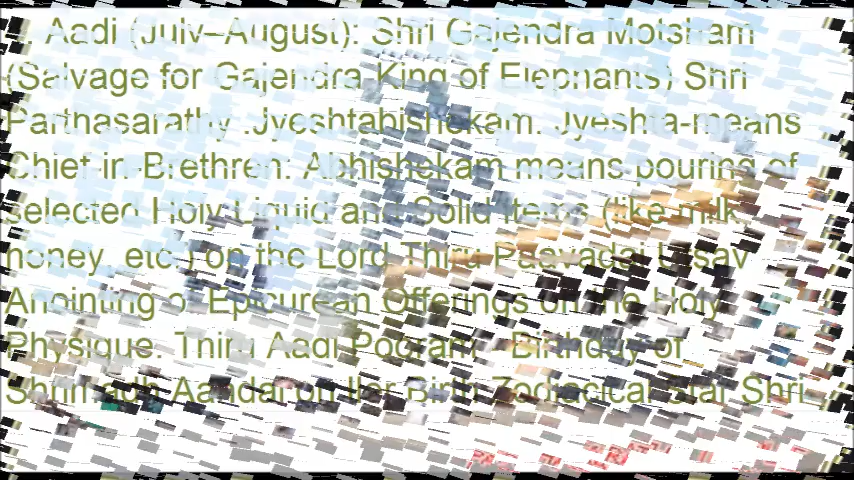 . Aadi (July–August): Shri Gajendra Motsham
(Salvage for Gajendra King of Elephants) Shri
Parthasarathy .Jyeshtabishekam. Jyeshta-means
Chief-in-Brethren: Abhishekam means pouring of
selected Holy Liquid and Solid Items (like milk,
honey, etc.) on the Lord Thiru Paavadai Utsav -
Anointing of Epicurean Offerings on the Holy
Physique. Thiru Aadi Pooram - Birthday of
Shrimadh Aandal on Her Birth Zodiacical Star Shri